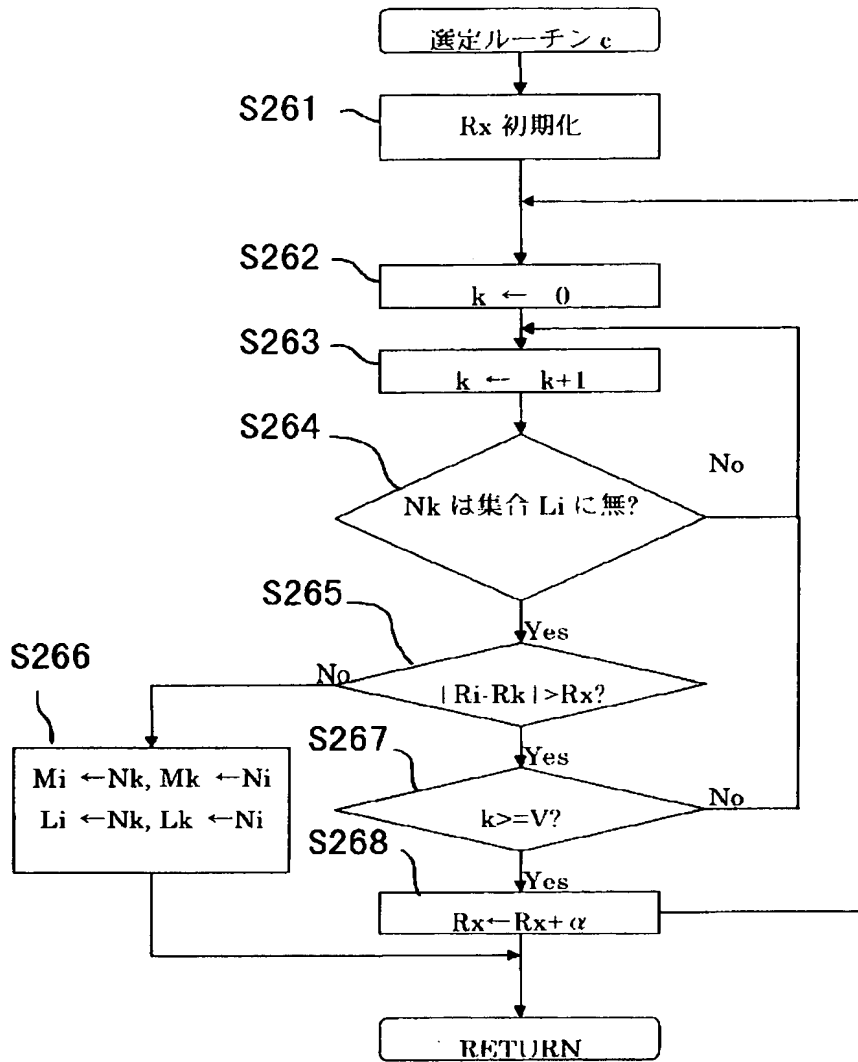 選定ルーチン c
S261
Rx 初期化
S262
k ← 0
S263
k ← k+1
S264
No
Nk は集合 Li に無?
S265
Yes
S266
No
|Ri-Rk|>Rx?
S267
Yes
Mi ←Nk, Mk ←Ni
Li ←Nk, Lk ←Ni
No
k>=V?
S268
Yes
Rx←Rx+α
RETURN